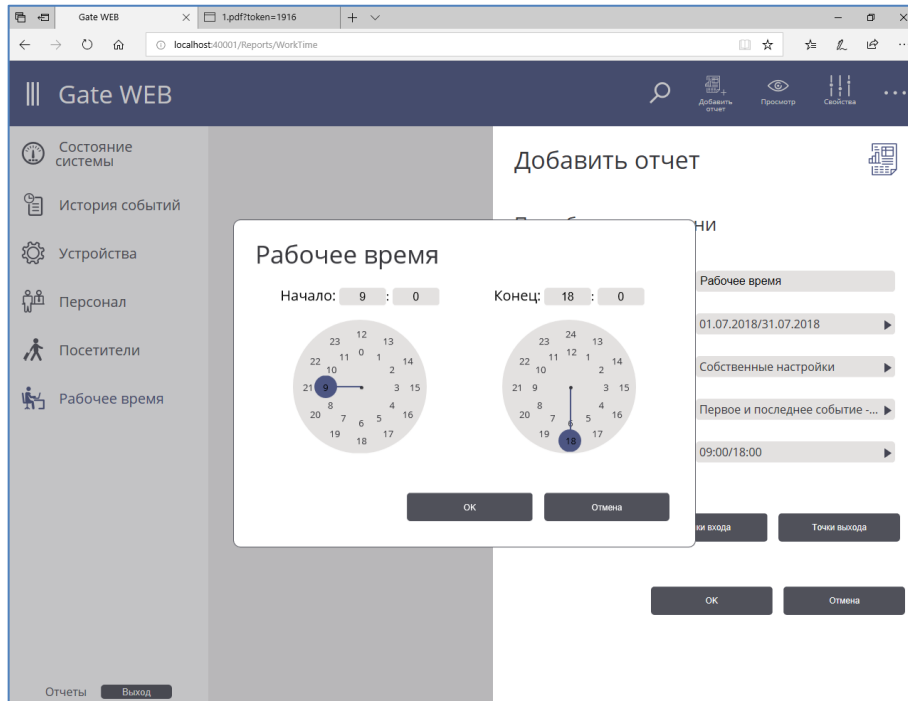 Gate WEB
1.pdf?token=1916
localhost:40001/Reports/WorkTime
Gate WEB
Добавить
отчет
Просмотр
Свойства
Состояние
системы
История событий
Устройства
Персонал
Посетители
Рабочее время
Отчеты
Выход
Добавить отчет
ни
Рабочее время
01.07.2018/31.07.2018
Собственные настройки
Первое и последнее событие -...
09:00/18:00
ки входа
Точки выхода
ОК
Отмена
Рабочее время
Начало: 9 : 0
Конец: 18 : 0
12
23 13
11 0 1
22 14
10 2
21 9 3 15
8 4
20 7 6 5 16
19 18 17
24
23 13
11 12 1
22 14
10 2
21 9 3 15
8 4
20 7 6 5 16
19 18 17
ОК
Отмена